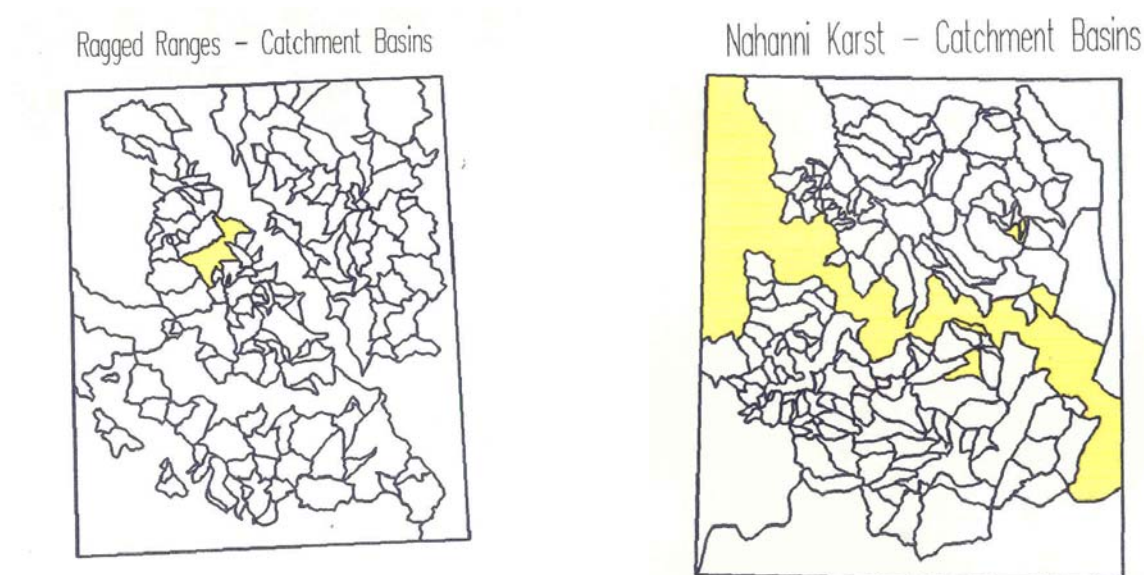 Ragged Ranges – Catchment Basins
Nahanni Karst – Catchment Basins